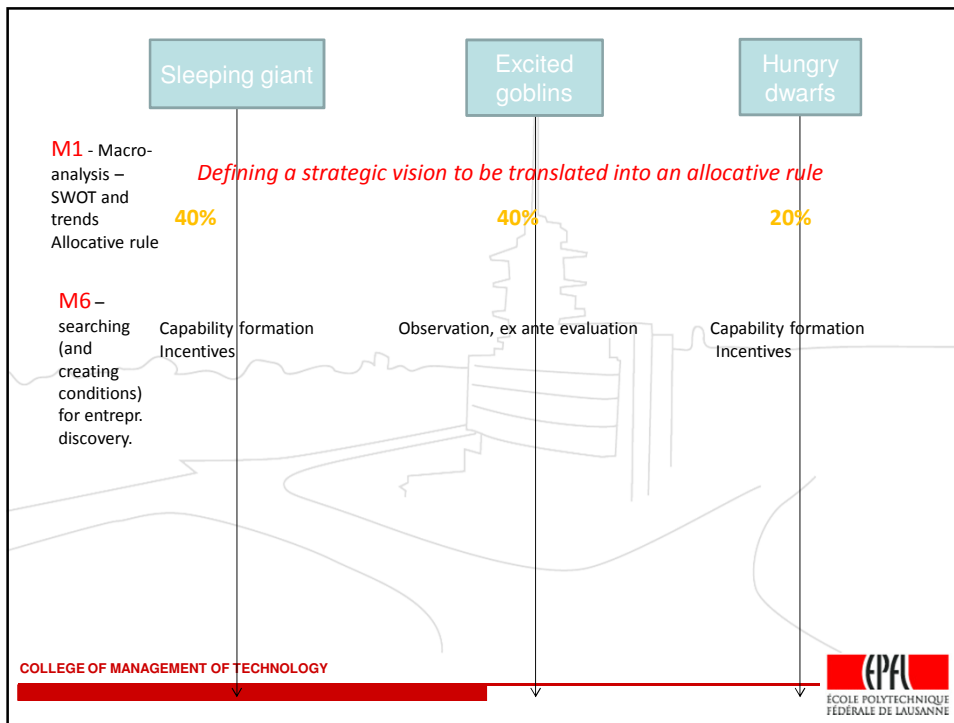 Sleeping giant
Excited
goblins
Hungry
dwarfs
M1 - Macro-
analysis –
SWOT and
trends
Allocative rule
Defining a strategic vision to be translated into an allocative rule
40%
40%
20%
M6 –
searching
(and
creating
conditions)
for entrepr.
discovery.
Capability formation
Incentives
Observation, ex ante evaluation
Capability formation
Incentives
COLLEGE OF MANAGEMENT OF TECHNOLOGY
EPFL
ÉCOLE POLYTECHNIQUE
FÉDÉRALE DE LAUSANNE